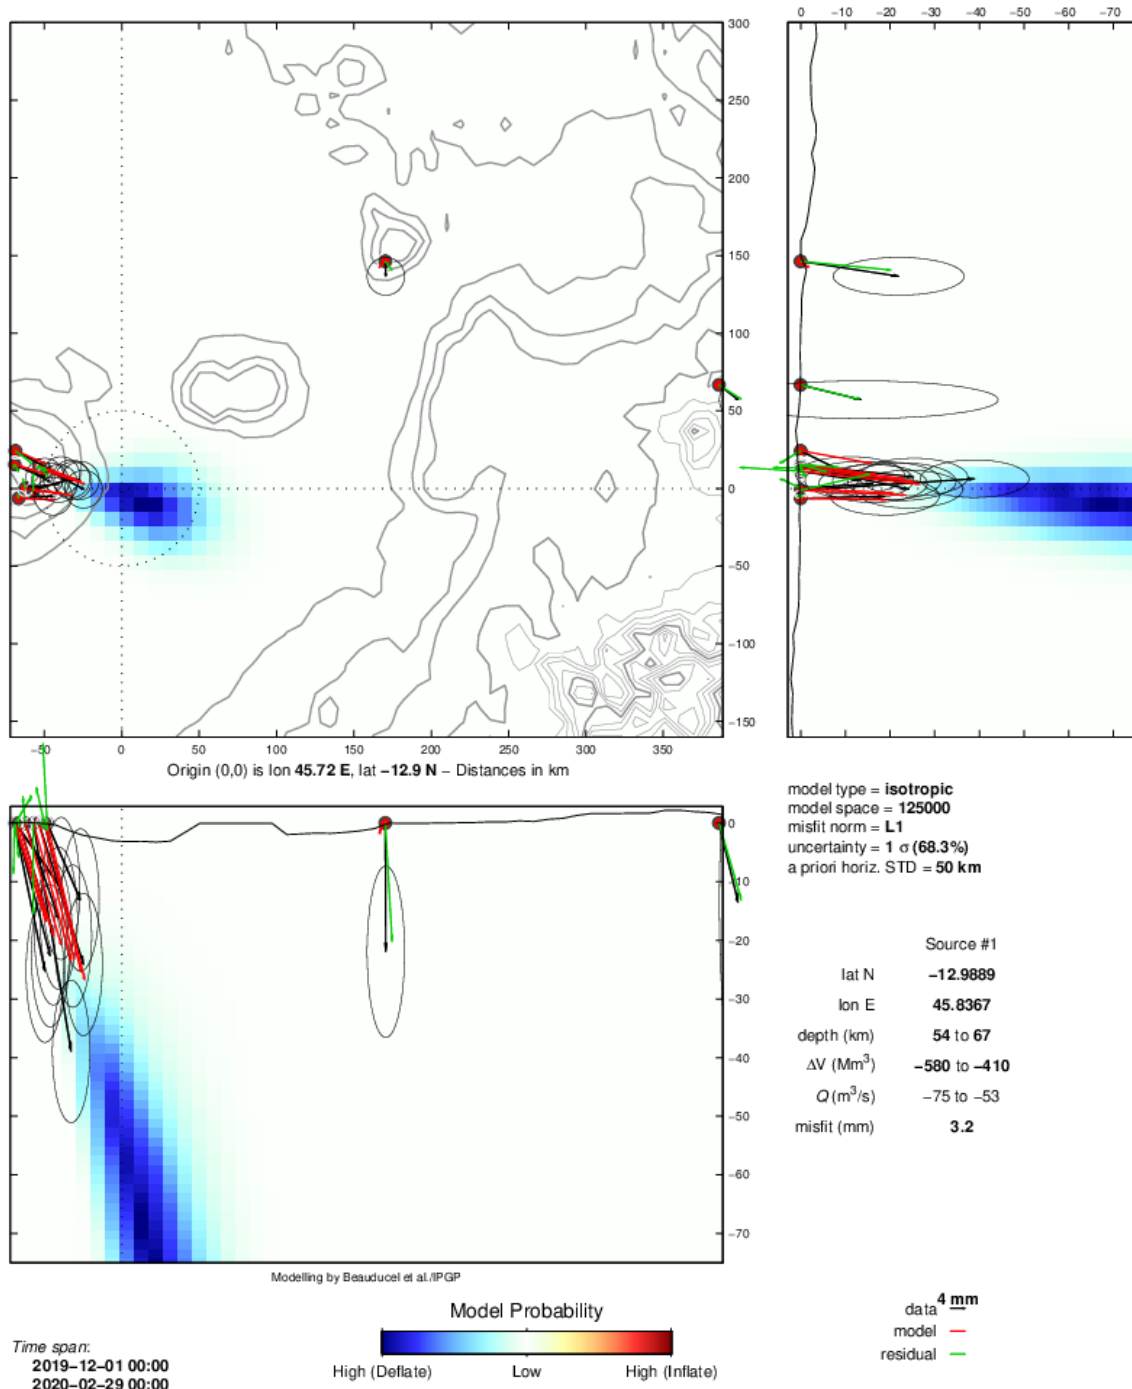 0 −10 −20 −30 −40 −50 −60 −70
300
250
200
150
100
50
0
−50
−100
−150
−50 0 50 100 150 200 250 300 350
Origin (0,0) is lon 45.72 E, lat −12.9 N − Distances in km
model type = isotropic
model space = 125000
misfit norm = L1
uncertainty = 1 σ (68.3%)
a priori horiz. STD = 50 km
0
−10
−20
−30
−40
−50
−60
−70
Source #1
lat N −12.9889
lon E 45.8367
depth (km) 54 to 67
ΔV (Mm³) −580 to −410
Q (m³/s) −75 to −53
misfit (mm) 3.2
Modelling by Beauducel et al./IPGP
Model Probability
High (Deflate) Low High (Inflate)
4 mm
data
model
residual
Time span:
2019−12−01 00:00
2020−02−29 00:00